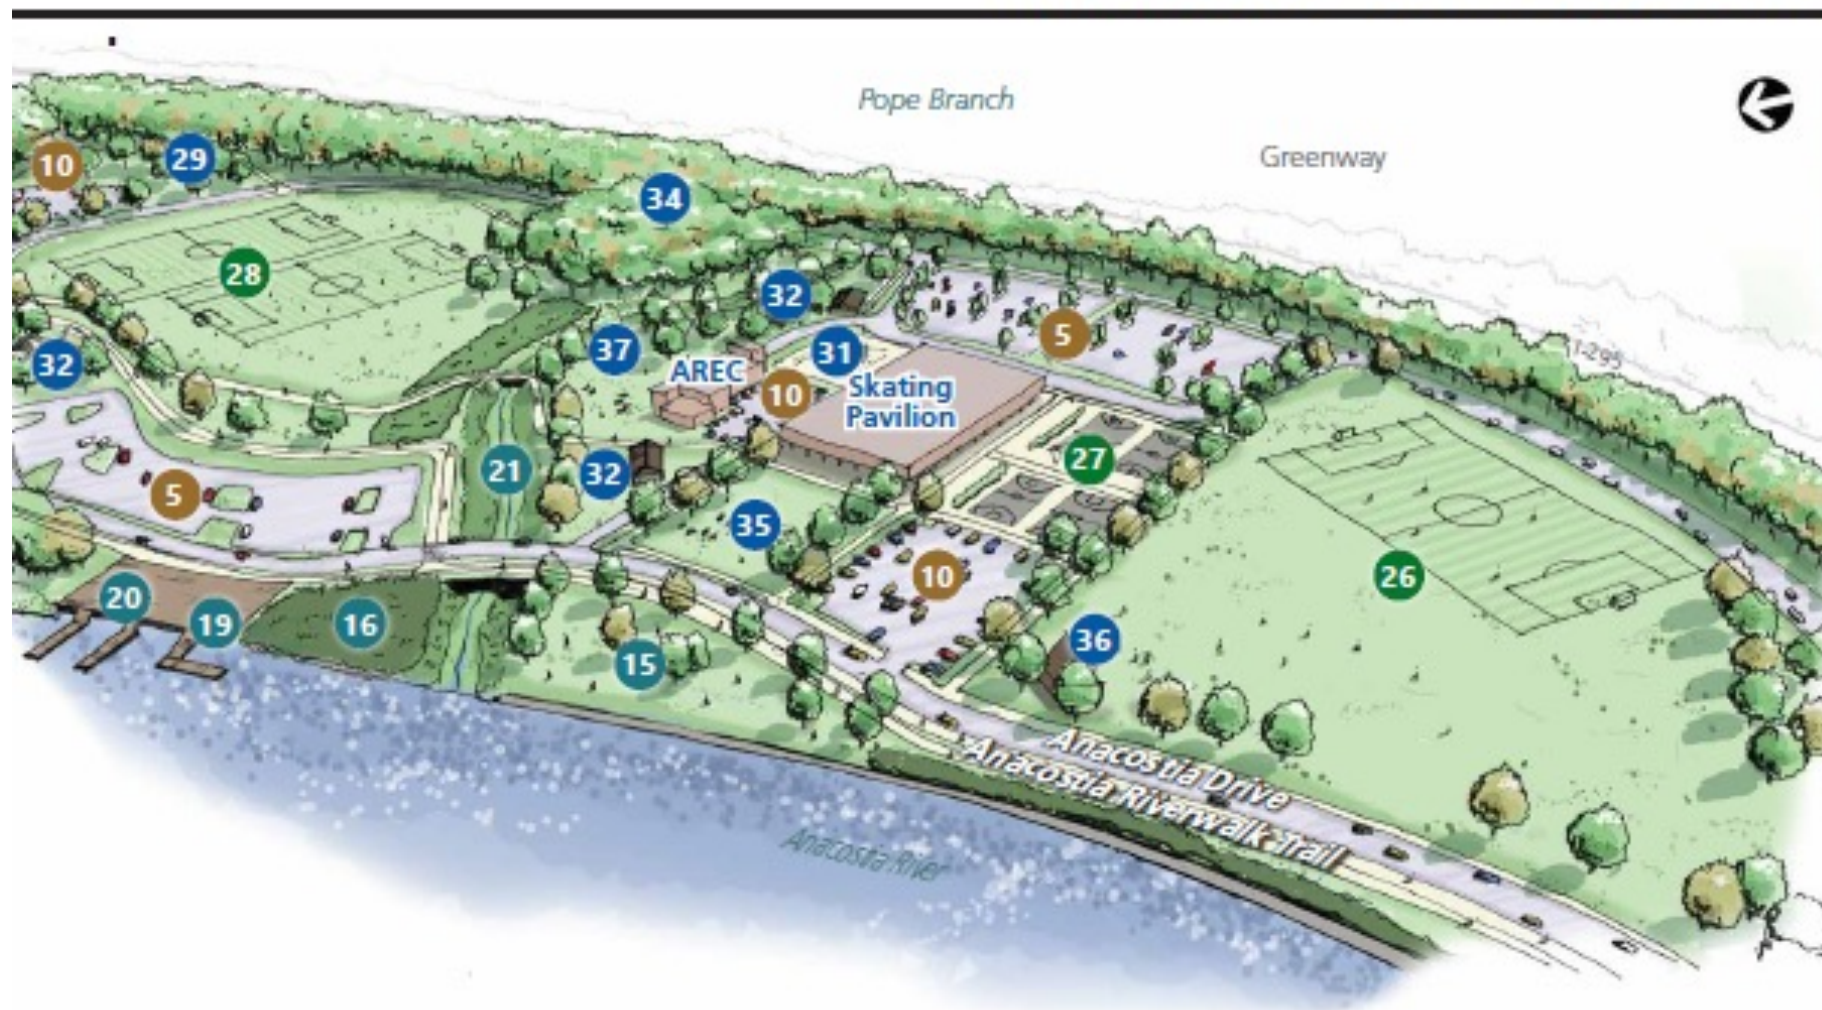 Pope Branch
Greenway
10
29
34
28
32
5
I-295
32
37
31
AREC
10
Skating
Pavilion
27
21
32
5
35
10
26
20
19
16
15
36
Anacostia Drive
Anacostia Riverwalk Trail
Anacostia River